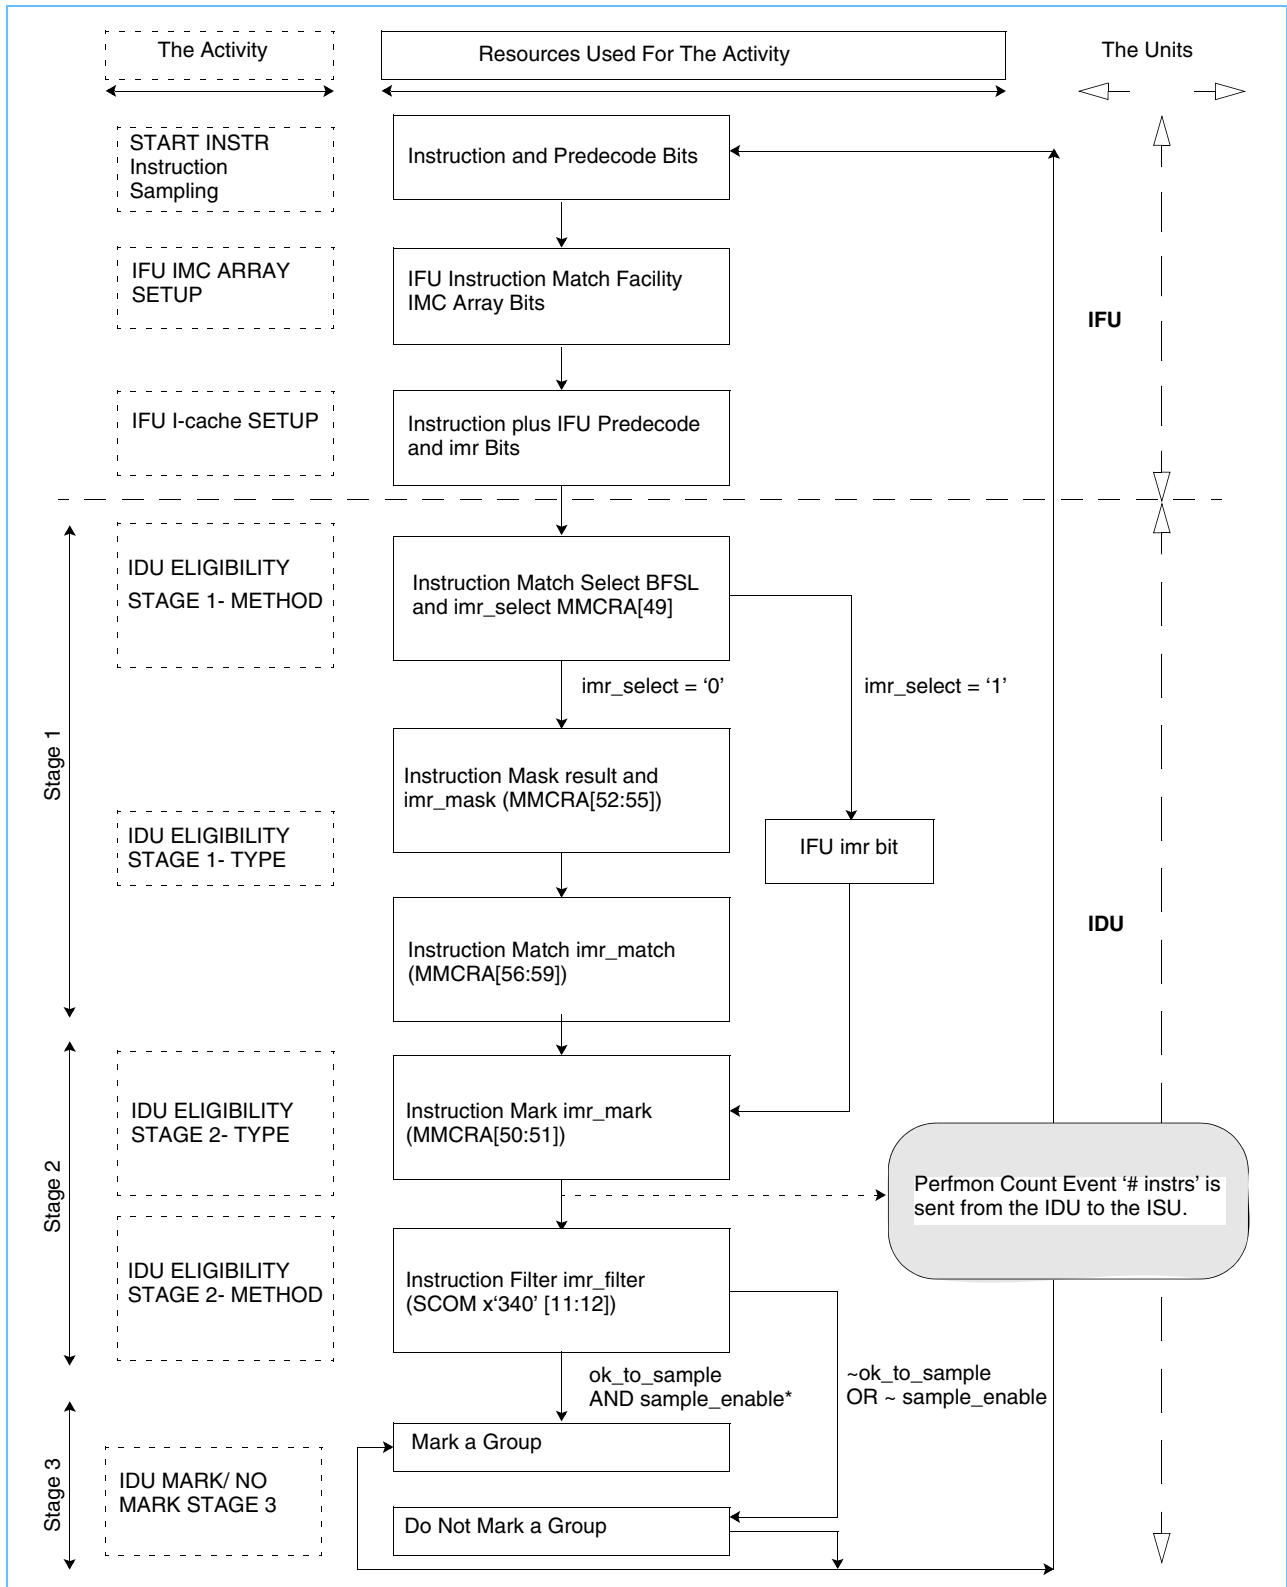 The Activity
Resources Used For The Activity
The Units
START INSTR
Instruction
Sampling
Instruction and Predecode Bits
IFU IMC ARRAY
SETUP
IFU Instruction Match Facility
IMC Array Bits
IFU
IFU I-cache SETUP
Instruction plus IFU Predecode
and imr Bits
IDU ELIGIBILITY
STAGE 1- METHOD
Instruction Match Select BFSL
and imr_select MMCRA[49]
imr_select = ‘0’
imr_select = ‘1’
Stage 1
Instruction Mask result and
imr_mask (MMCRA[52:55])
IDU ELIGIBILITY
STAGE 1- TYPE
IFU imr bit
IDU
Instruction Match imr_match
(MMCRA[56:59])
IDU ELIGIBILITY
STAGE 2- TYPE
Instruction Mark imr_mark
(MMCRA[50:51])
Stage 2
Perfmon Count Event ‘# instrs’ is
sent from the IDU to the ISU.
IDU ELIGIBILITY
STAGE 2- METHOD
Instruction Filter imr_filter
(SCOM x‘340’ [11:12])
ok_to_sample
AND sample_enable*
~ok_to_sample
OR ~ sample_enable
Stage 3
Mark a Group
IDU MARK/ NO
MARK STAGE 3
Do Not Mark a Group